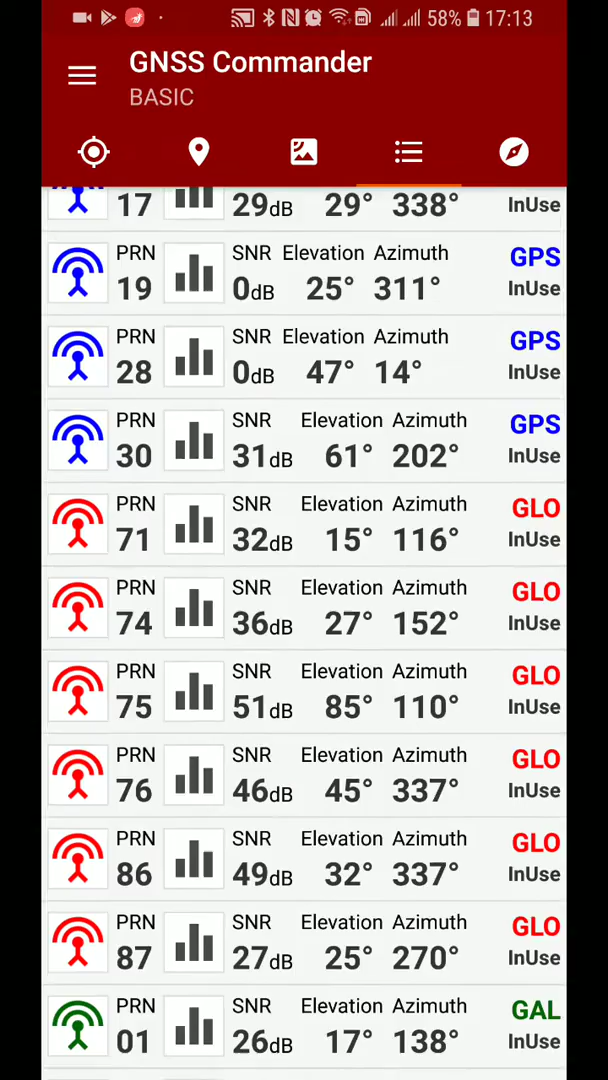 58% 17:13
GNSS Commander
BASIC
17 29dB 29° 338° InUse
PRN SNR Elevation Azimuth GPS
19 0dB 25° 311° InUse
PRN SNR Elevation Azimuth GPS
28 0dB 47° 14° InUse
PRN SNR Elevation Azimuth GPS
30 31dB 61° 202° InUse
PRN SNR Elevation Azimuth GLO
71 32dB 15° 116° InUse
PRN SNR Elevation Azimuth GLO
74 36dB 27° 152° InUse
PRN SNR Elevation Azimuth GLO
75 51dB 85° 110° InUse
PRN SNR Elevation Azimuth GLO
76 46dB 45° 337° InUse
PRN SNR Elevation Azimuth GLO
86 49dB 32° 337° InUse
PRN SNR Elevation Azimuth GLO
87 27dB 25° 270° InUse
PRN SNR Elevation Azimuth GAL
01 26dB 17° 138° InUse